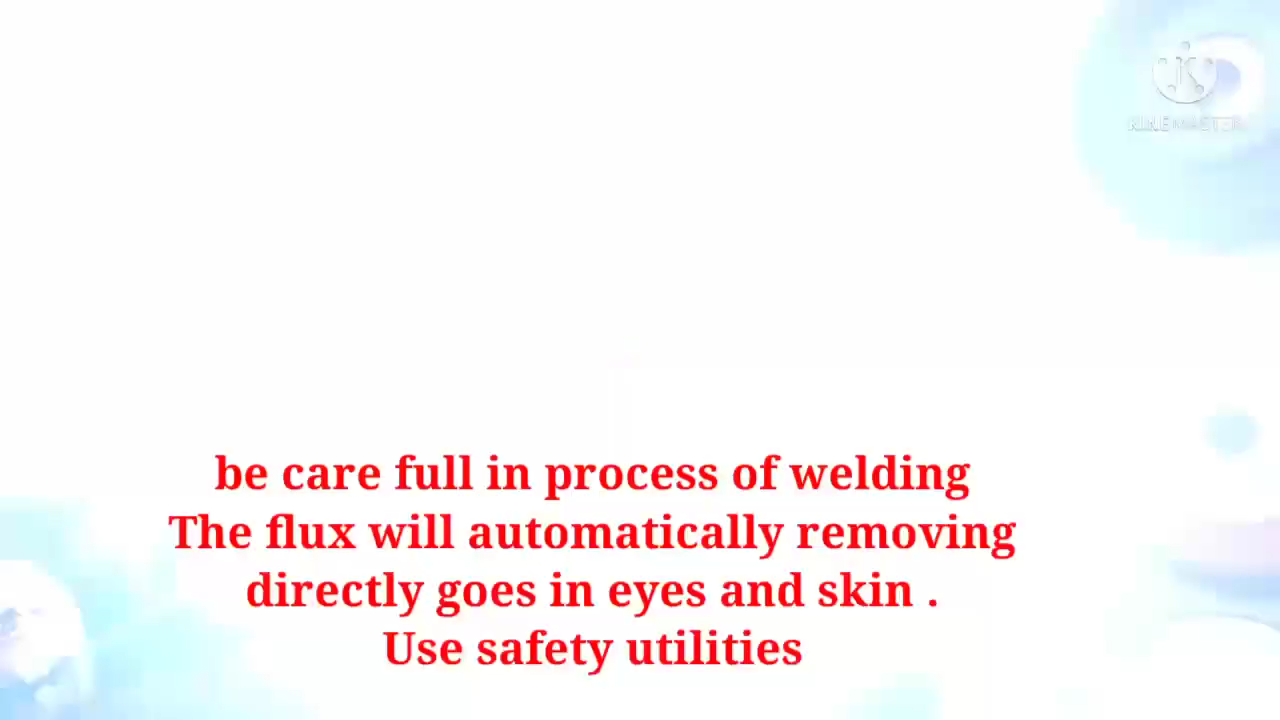 KINEMASTER
be care full in process of welding
The flux will automatically removing
directly goes in eyes and skin .
Use safety utilities